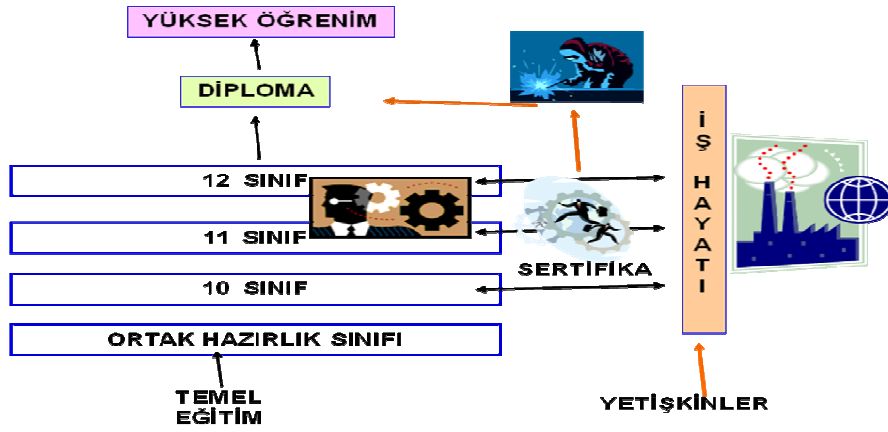 YÜKSEK ÖĞRENİM
DİPLOMA
12 SINIF
11 SINIF
10 SINIF
ORTAK HAZIRLIK SINIFI
TEMEL
EĞİTİM
SERTİFİKA
İŞ HAYATI
YETİŞKİNLER